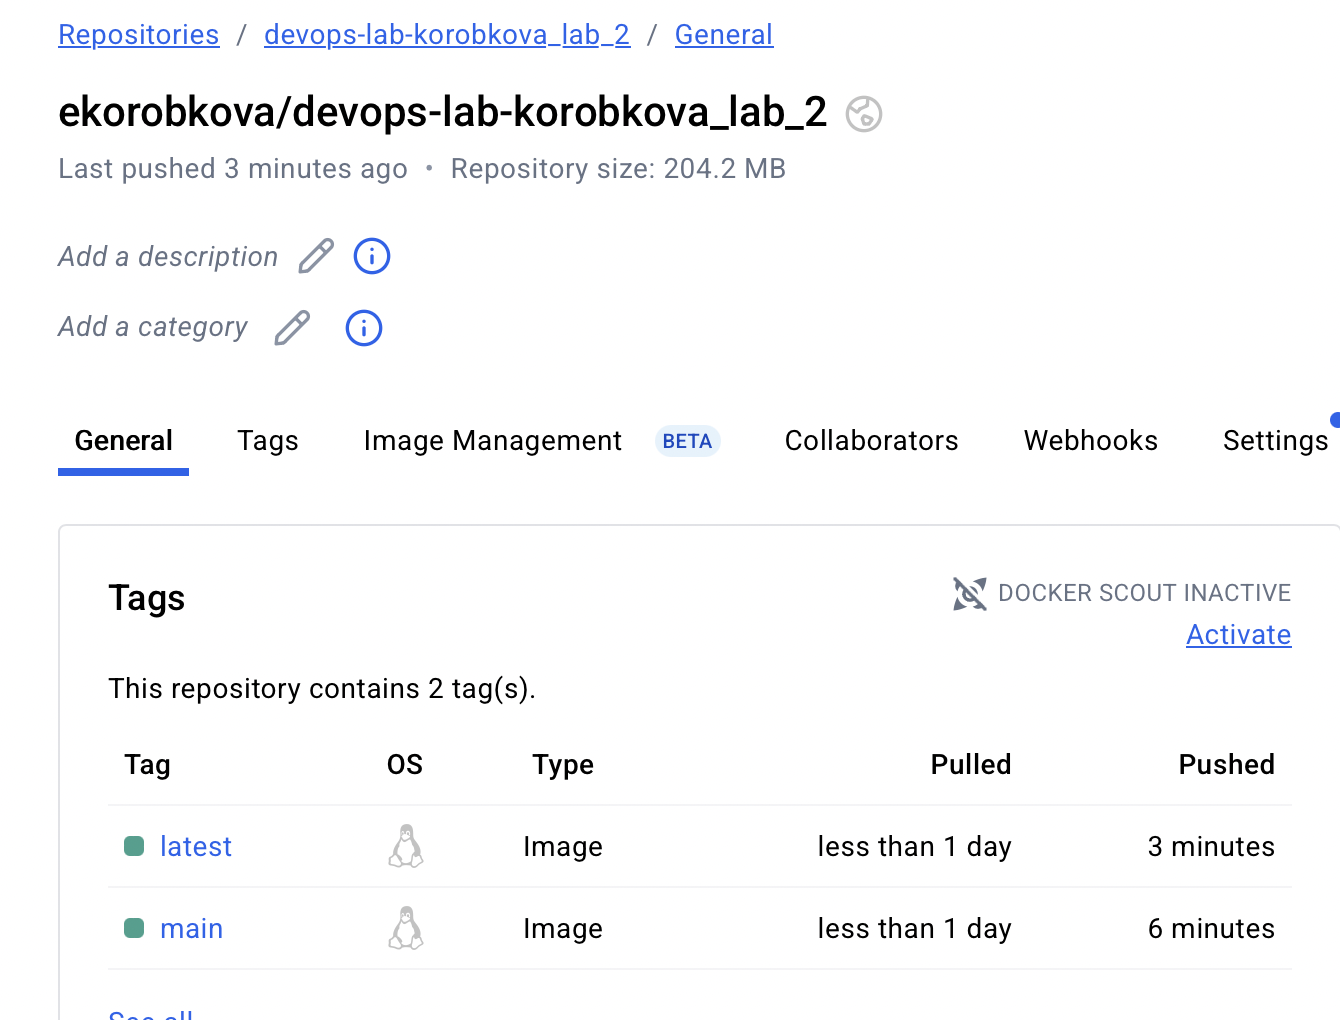 Repositories / devops-lab-korobkova_lab_2 / General
ekorobkova/devops-lab-korobkova_lab_2
Last pushed 3 minutes ago • Repository size: 204.2 MB
Add a description
Add a category
General Tags Image Management BETA Collaborators Webhooks Settings
Tags DOCKER SCOUT INACTIVE
Activate
This repository contains 2 tag(s).
Tag OS Type Pulled Pushed
latest Image less than 1 day 3 minutes
main Image less than 1 day 6 minutes
See all